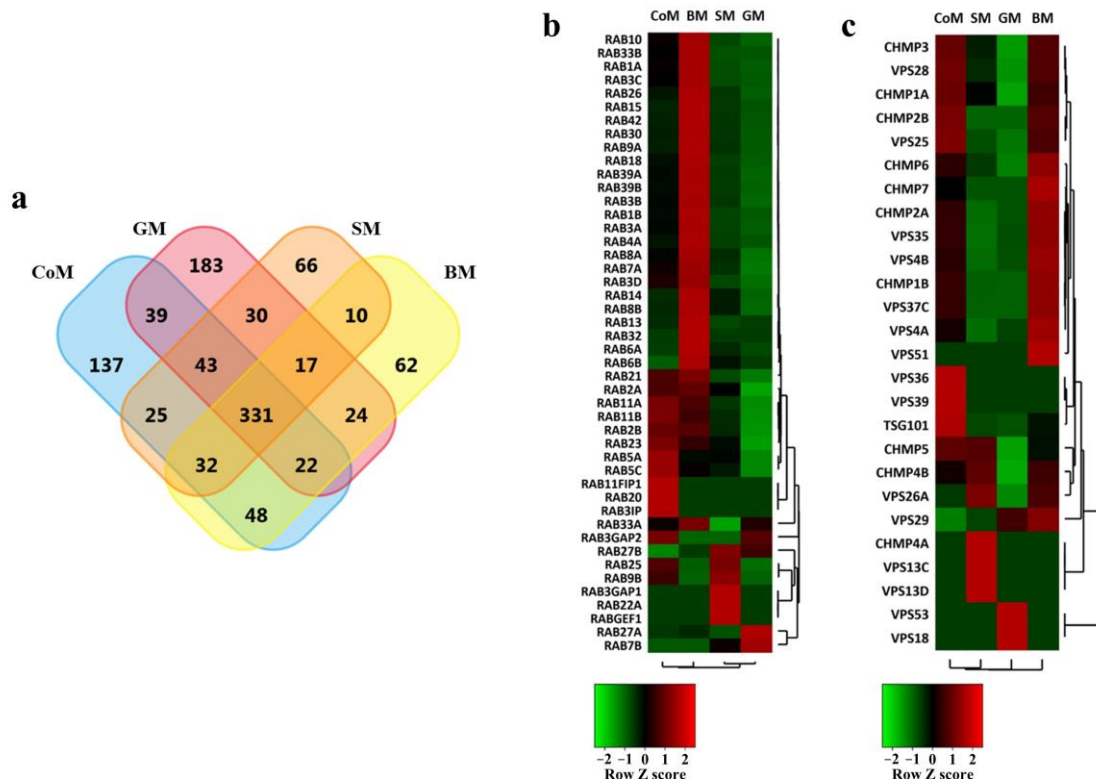 a
GM
SM
CoM
BM
183
66
39
30
10
137
43
17
62
25
331
24
32
22
48
b
CoM BM SM GM
RAB10
RAB33B
RAB1A
RAB3C
RAB26
RAB15
RAB42
RAB30
RAB9A
RAB18
RAB39A
RAB39B
RAB3B
RAB1B
RAB3A
RAB4A
RAB8A
RAB7A
RAB3D
RAB14
RAB8B
RAB13
RAB32
RAB6A
RAB6B
RAB21
RAB2A
RAB11A
RAB11B
RAB2B
RAB23
RAB5A
RAB5C
RAB11FIP1
RAB20
RAB3IP
RAB33A
RAB3GAP2
RAB27B
RAB25
RAB9B
RAB3GAP1
RAB22A
RABGEF1
RAB27A
RAB7B
−2 −1 0 1 2
Row Z score
c
CoM SM GM BM
CHMP3
VPS28
CHMP1A
CHMP2B
VPS25
CHMP6
CHMP7
CHMP2A
VPS35
VPS4B
CHMP1B
VPS37C
VPS4A
VPS51
VPS36
VPS39
TSG101
CHMP5
CHMP4B
VPS26A
VPS29
CHMP4A
VPS13C
VPS13D
VPS53
VPS18
−2 −1 0 1 2
Row Z score